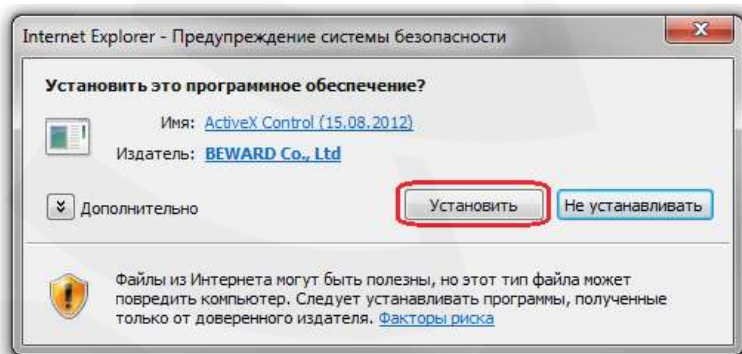 Internet Explorer - Предупреждение системы безопасности
Установить это программное обеспечение?
Имя: ActiveX Control (15.08.2012)
Издатель: BEWARD Co., Ltd
Дополнительно
Установить
Не устанавливать
Файлы из Интернета могут быть полезны, но этот тип файла может
повредить компьютер. Следует устанавливать программы, полученные
только от доверенного издателя. Факторы риска